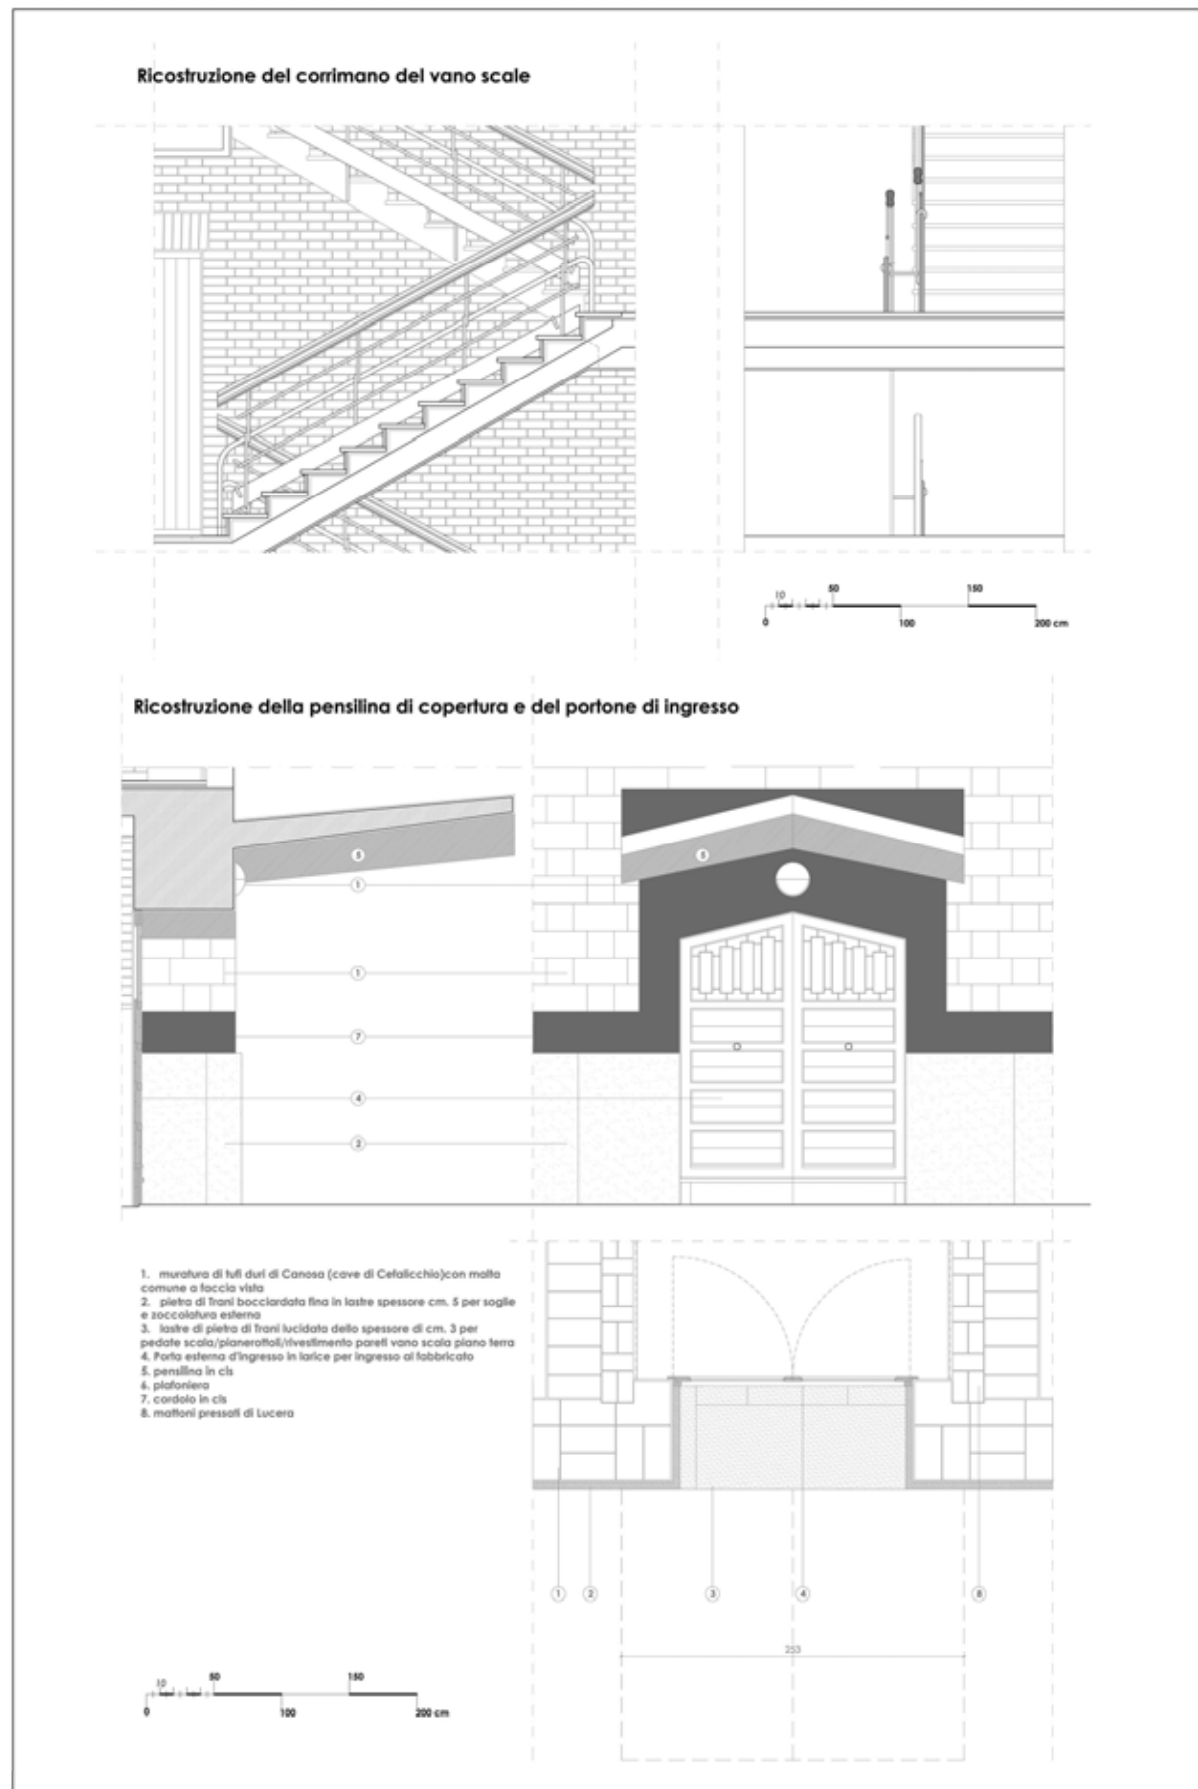 Ricostruzione del corrimano del vano scale
10
50
150
0
100
200 cm
Ricostruzione della pensilina di copertura e del portone di ingresso
5
5
1
1
7
4
2
1. muratura di tufi duri di Canosa (cave di Cefalicchio)con malta
comune a faccia vista
2. pietra di Trani bocciardata fina in lastre spessore cm. 5 per soglie
e zoccolatura esterna
3. lastre di pietra di Trani lucidata dello spessore di cm. 3 per
pedate scala/pianerottoli/rivestimento pareti vano scala piano terra
4. Porta esterna d'ingresso in larice per ingresso al fabbricato
5. pensilina in cls
6. plafoniera
7. cordolo in cls
8. mattoni pressati di Lucera
1
2
3
4
8
253
10
50
150
0
100
200 cm